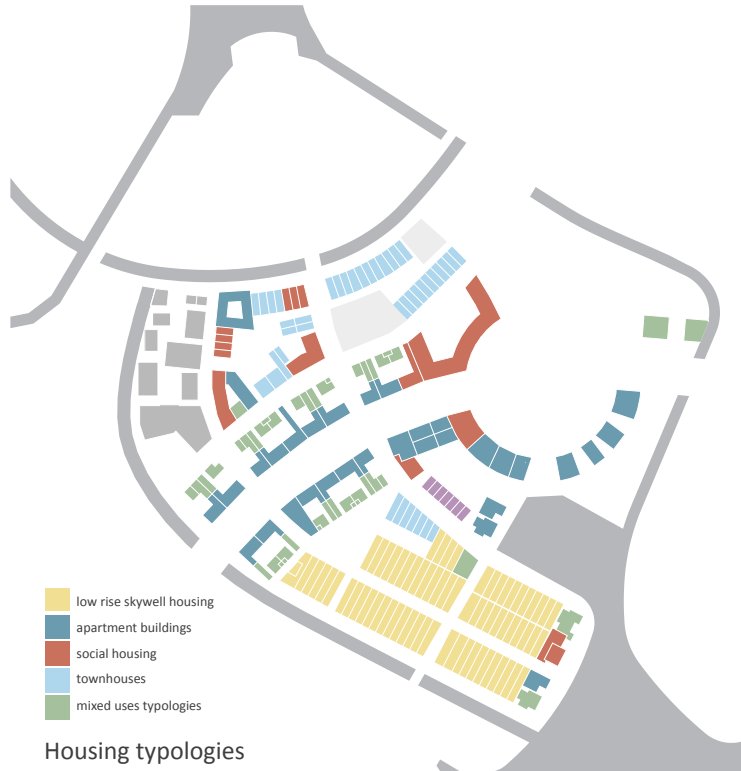 low rise skywell housing
apartment buildings
social housing
townhouses
mixed uses typologies
Housing typologies